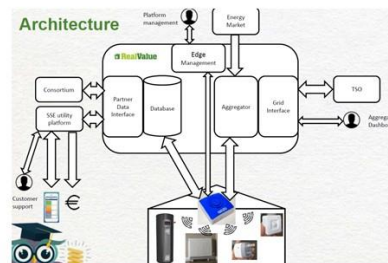 Architecture
Platform
management
Energy
Market
RealValue
Edge
Management
Consortium
Partner
Data
Interface
Database
Aggregator
Grid
Interface
TSO
SSE utility
platform
Aggreg
Dashbo
Customer
support
€